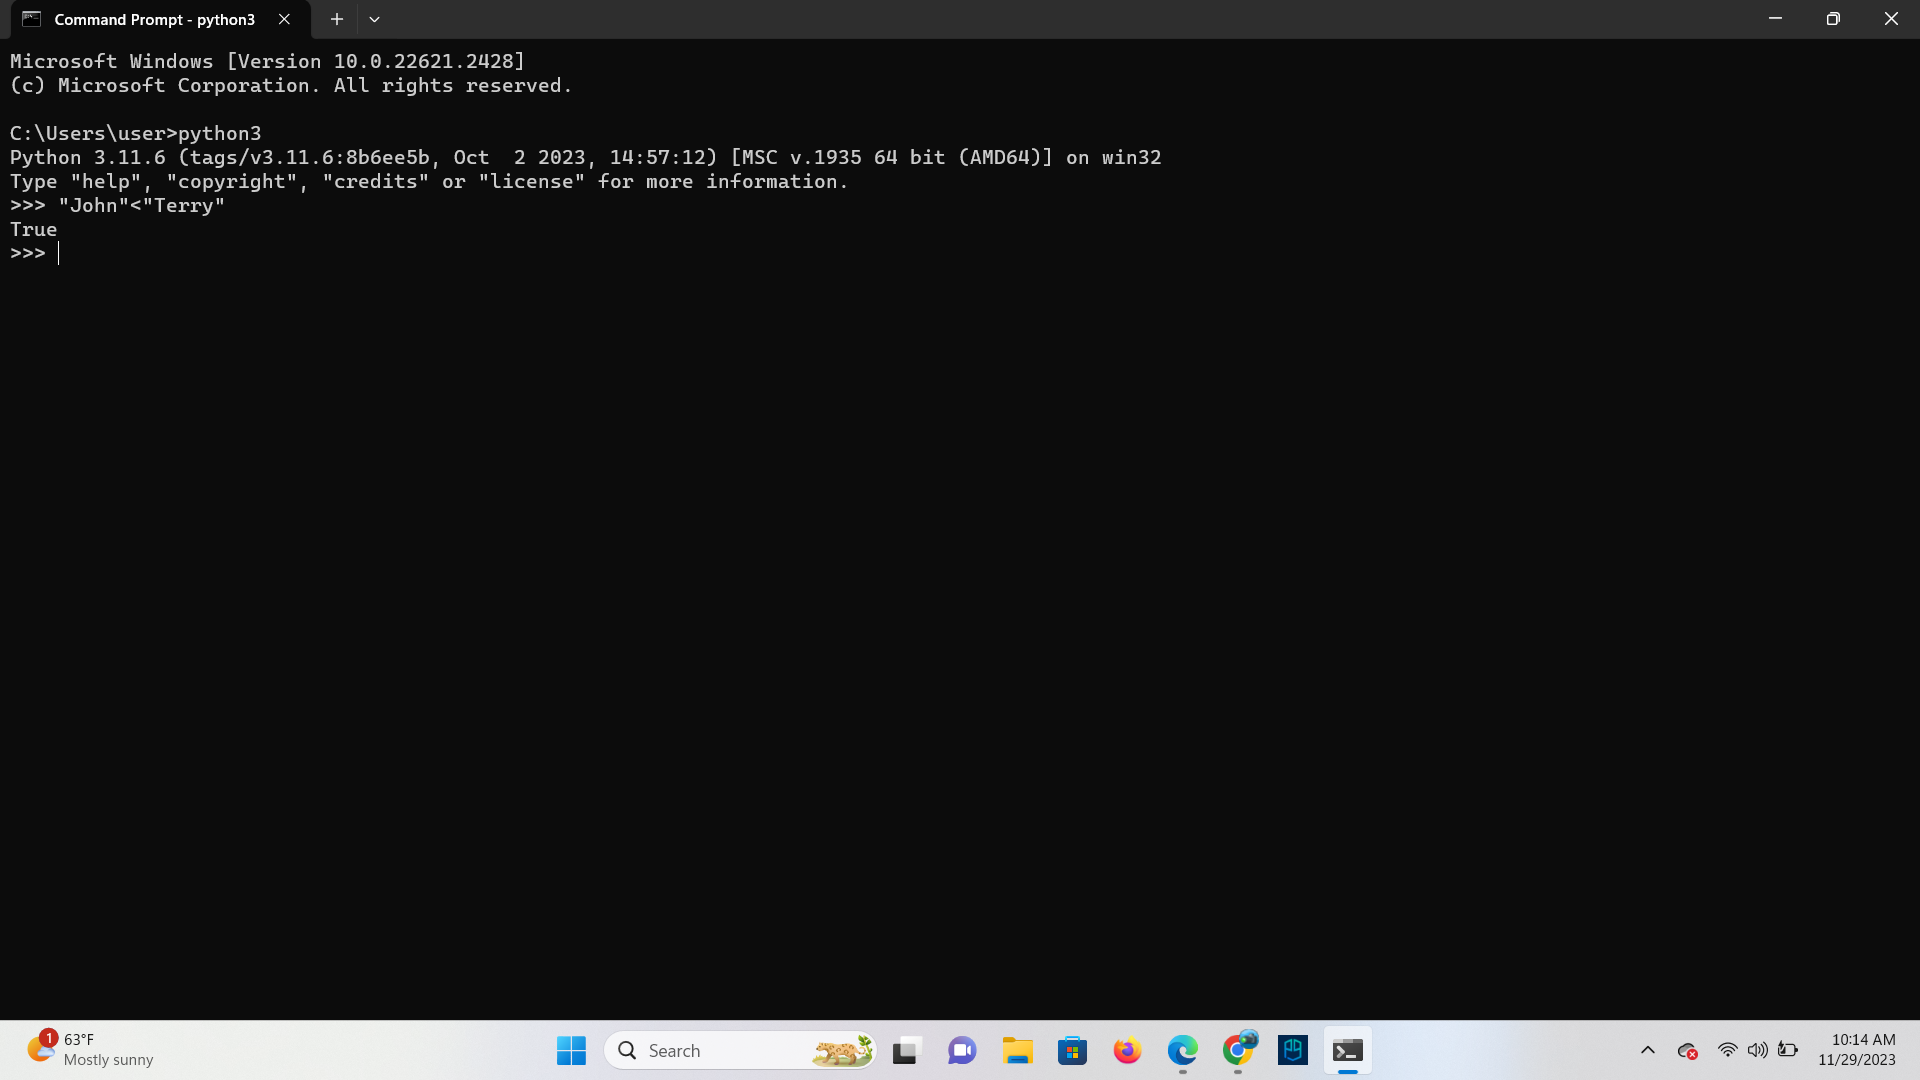 Command Prompt - python3
Microsoft Windows [Version 10.0.22621.2428]
(c) Microsoft Corporation. All rights reserved.
C:\Users\user>python3
Python 3.11.6 (tags/v3.11.6:8b6ee5b, Oct  2 2023, 14:57:12) [MSC v.1935 64 bit (AMD64)] on win32
Type "help", "copyright", "credits" or "license" for more information.
>>> "John"<"Terry"
True
>>>
1
63°F
Mostly sunny
Search
10:14 AM
11/29/2023